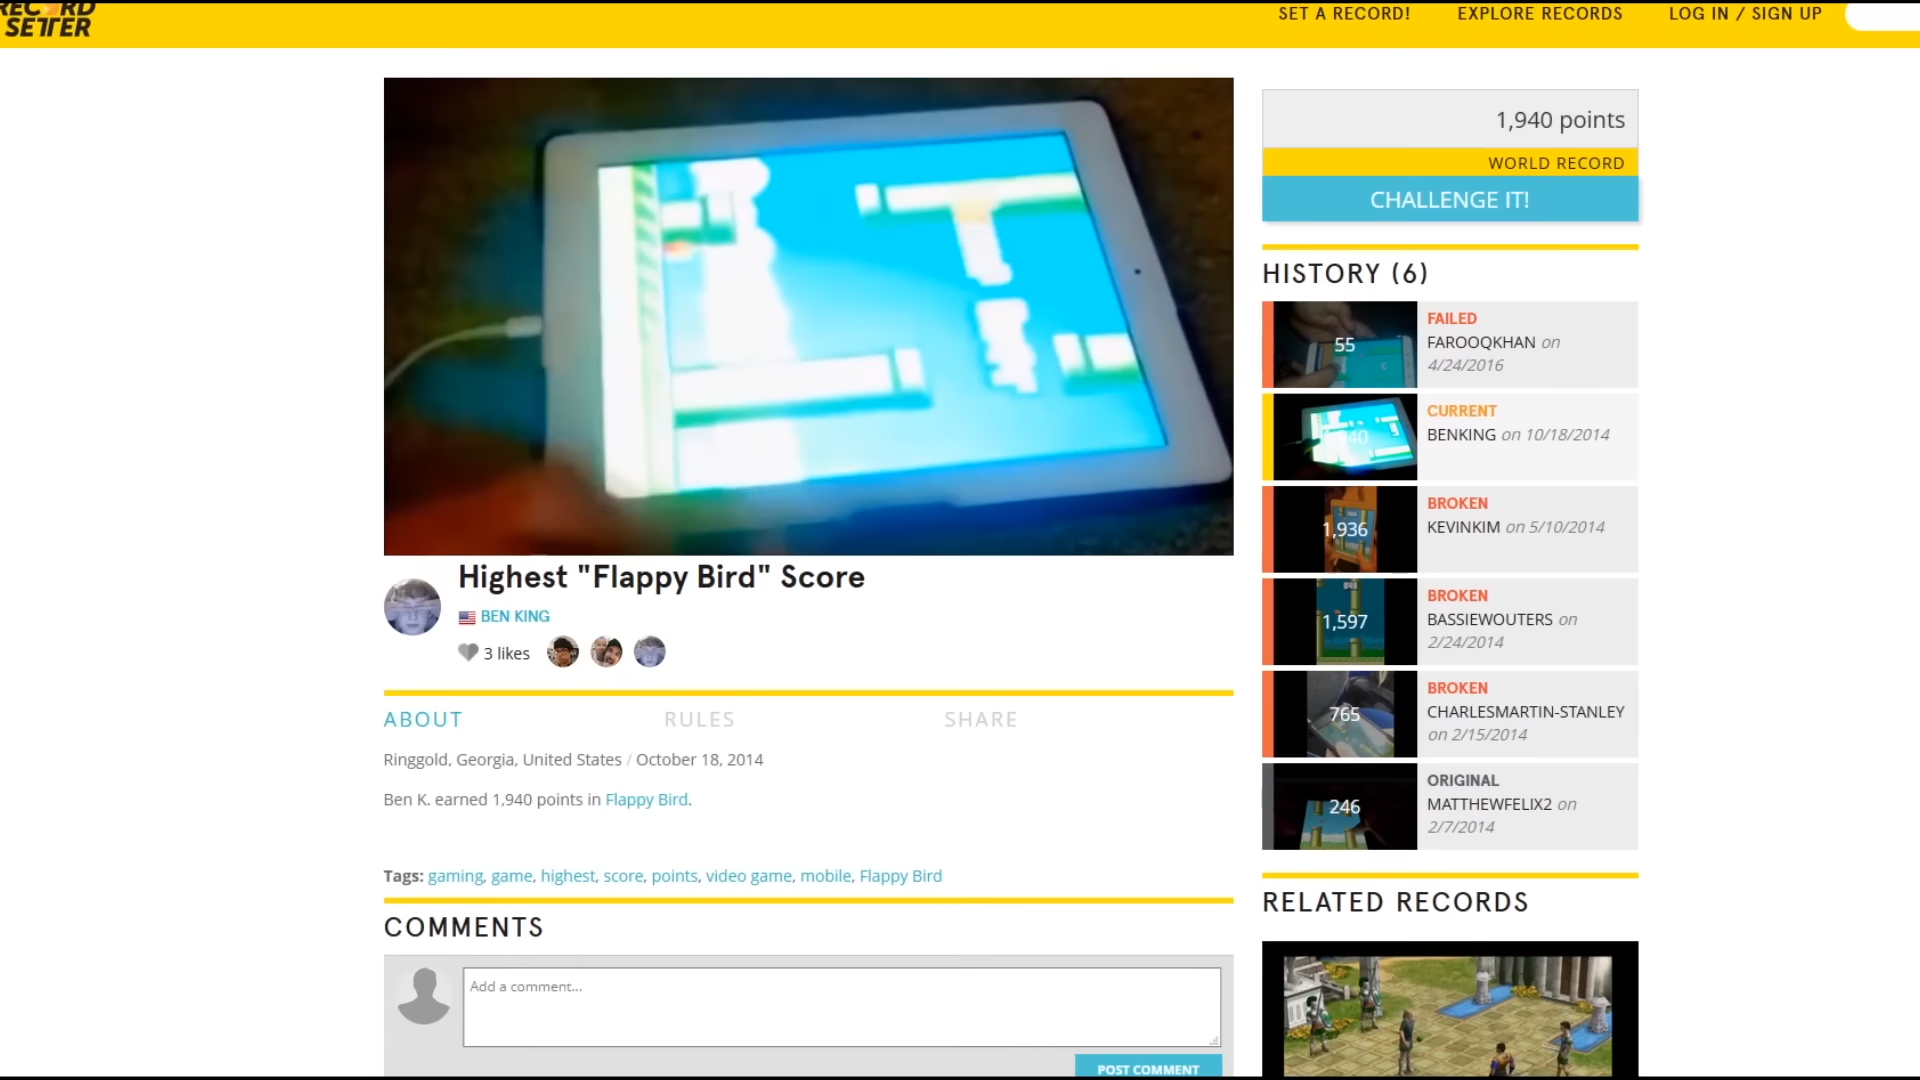 RECORD
SETTER
SET A RECORD!
EXPLORE RECORDS
LOG IN / SIGN UP
1,940 points
WORLD RECORD
CHALLENGE IT!
HISTORY (6)
55
FAILED
FAROOQKHAN on
4/24/2016
CURRENT
BENKING on 10/18/2014
1,936
BROKEN
KEVINKIM on 5/10/2014
1,597
BROKEN
BASSIEWOUTERS on
2/24/2014
765
BROKEN
CHARLESMARTIN-STANLEY
on 2/15/2014
246
ORIGINAL
MATTHEWFELIX2 on
2/7/2014
RELATED RECORDS
Highest "Flappy Bird" Score
BEN KING
3 likes
ABOUT
RULES
SHARE
Ringgold, Georgia, United States / October 18, 2014
Ben K. earned 1,940 points in Flappy Bird.
Tags: gaming, game, highest, score, points, video game, mobile, Flappy Bird
COMMENTS
Add a comment...
POST COMMENT